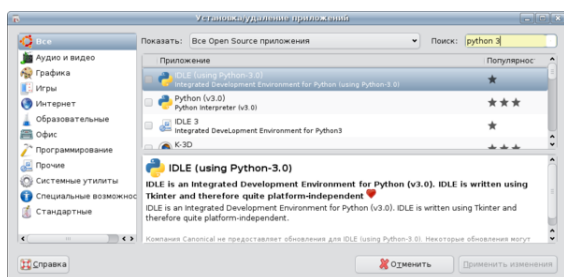 Установка/удаление приложений
Все
Аудио и видео
Графика
Игры
Интернет
Образовательные
Офис
Программирование
Прочие
Системные утилиты
Специальные возможнос
Стандартные
Показать: Все Open Source приложения Поиск: python 3
Приложение Популярнос
IDLE (using Python-3.0)
Integrated Development Environment for Python (using Python-3.0)
Python (v3.0)
Python Interpreter (v3.0)
IDLE 3
Integrated DeveLopment Environment for Python3
K-3D
IDLE (using Python-3.0)
IDLE is an Integrated Development Environment for Python (v3.0). IDLE is written using
Tkinter and therefore quite platform-independent
IDLE is an Integrated Development Environment for Python (v3.0). IDLE is written using Tkinter and
therefore quite platform-independent.
Компания Canonical не предоставляет обновления для IDLE (using Python-3.0). Некоторые обновления могут
Справка
Отменить
Применить изменения